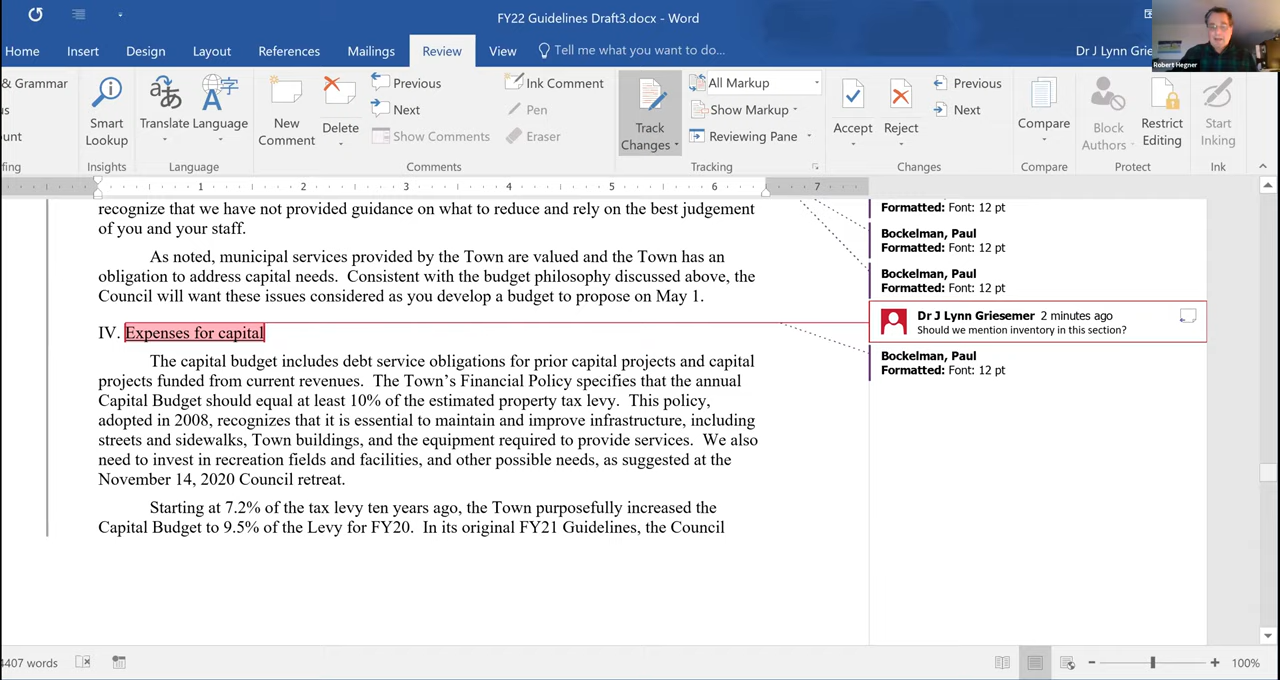 FY22 Guidelines Draft3.docx - Word
Home Insert Design Layout References Mailings Review View Tell me what you want to do... Dr J Lynn Grie
Robert Hegner
& Grammar
ount
fing
Smart Lookup
Insights
Translate Language
Language
New Comment
Delete
Previous
Next
Show Comments
Ink Comment
Pen
Eraser
Comments
Track Changes
All Markup
Show Markup
Reviewing Pane
Tracking
Accept
Reject
Previous
Next
Changes
Compare
Compare
Block Authors
Restrict Editing
Protect
Start Inking
Ink
1 2 3 4 5 6 7
recognize that we have not provided guidance on what to reduce and rely on the best judgement
of you and your staff.
As noted, municipal services provided by the Town are valued and the Town has an
obligation to address capital needs. Consistent with the budget philosophy discussed above, the
Council will want these issues considered as you develop a budget to propose on May 1.
IV. Expenses for capital
The capital budget includes debt service obligations for prior capital projects and capital
projects funded from current revenues. The Town's Financial Policy specifies that the annual
Capital Budget should equal at least 10% of the estimated property tax levy. This policy,
adopted in 2008, recognizes that it is essential to maintain and improve infrastructure, including
streets and sidewalks, Town buildings, and the equipment required to provide services. We also
need to invest in recreation fields and facilities, and other possible needs, as suggested at the
November 14, 2020 Council retreat.
Starting at 7.2% of the tax levy ten years ago, the Town purposefully increased the
Capital Budget to 9.5% of the Levy for FY20. In its original FY21 Guidelines, the Council
Formatted: Font: 12 pt
Bockelman, Paul
Formatted: Font: 12 pt
Bockelman, Paul
Formatted: Font: 12 pt
Dr J Lynn Griesemer 2 minutes ago
Should we mention inventory in this section?
Bockelman, Paul
Formatted: Font: 12 pt
4407 words
100%